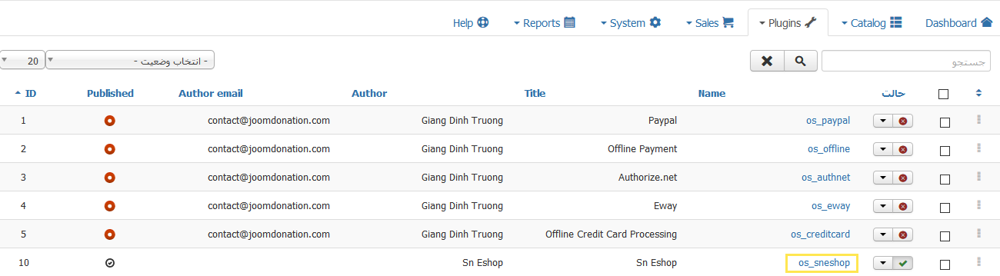 Dashboard Catalog Plugins Sales System Reports Help
جستجو - انتخاب وضعیت - 20
حالت Name Title Author Author email Published ID
os_paypal Paypal Giang Dinh Truong contact@joomdonation.com 1
os_offline Offline Payment Giang Dinh Truong contact@joomdonation.com 2
os_authnet Authorize.net Giang Dinh Truong contact@joomdonation.com 3
os_eway Eway Giang Dinh Truong contact@joomdonation.com 4
os_creditcard Offline Credit Card Processing Giang Dinh Truong contact@joomdonation.com 5
os_sneshop Sn Eshop Sn Eshop 10